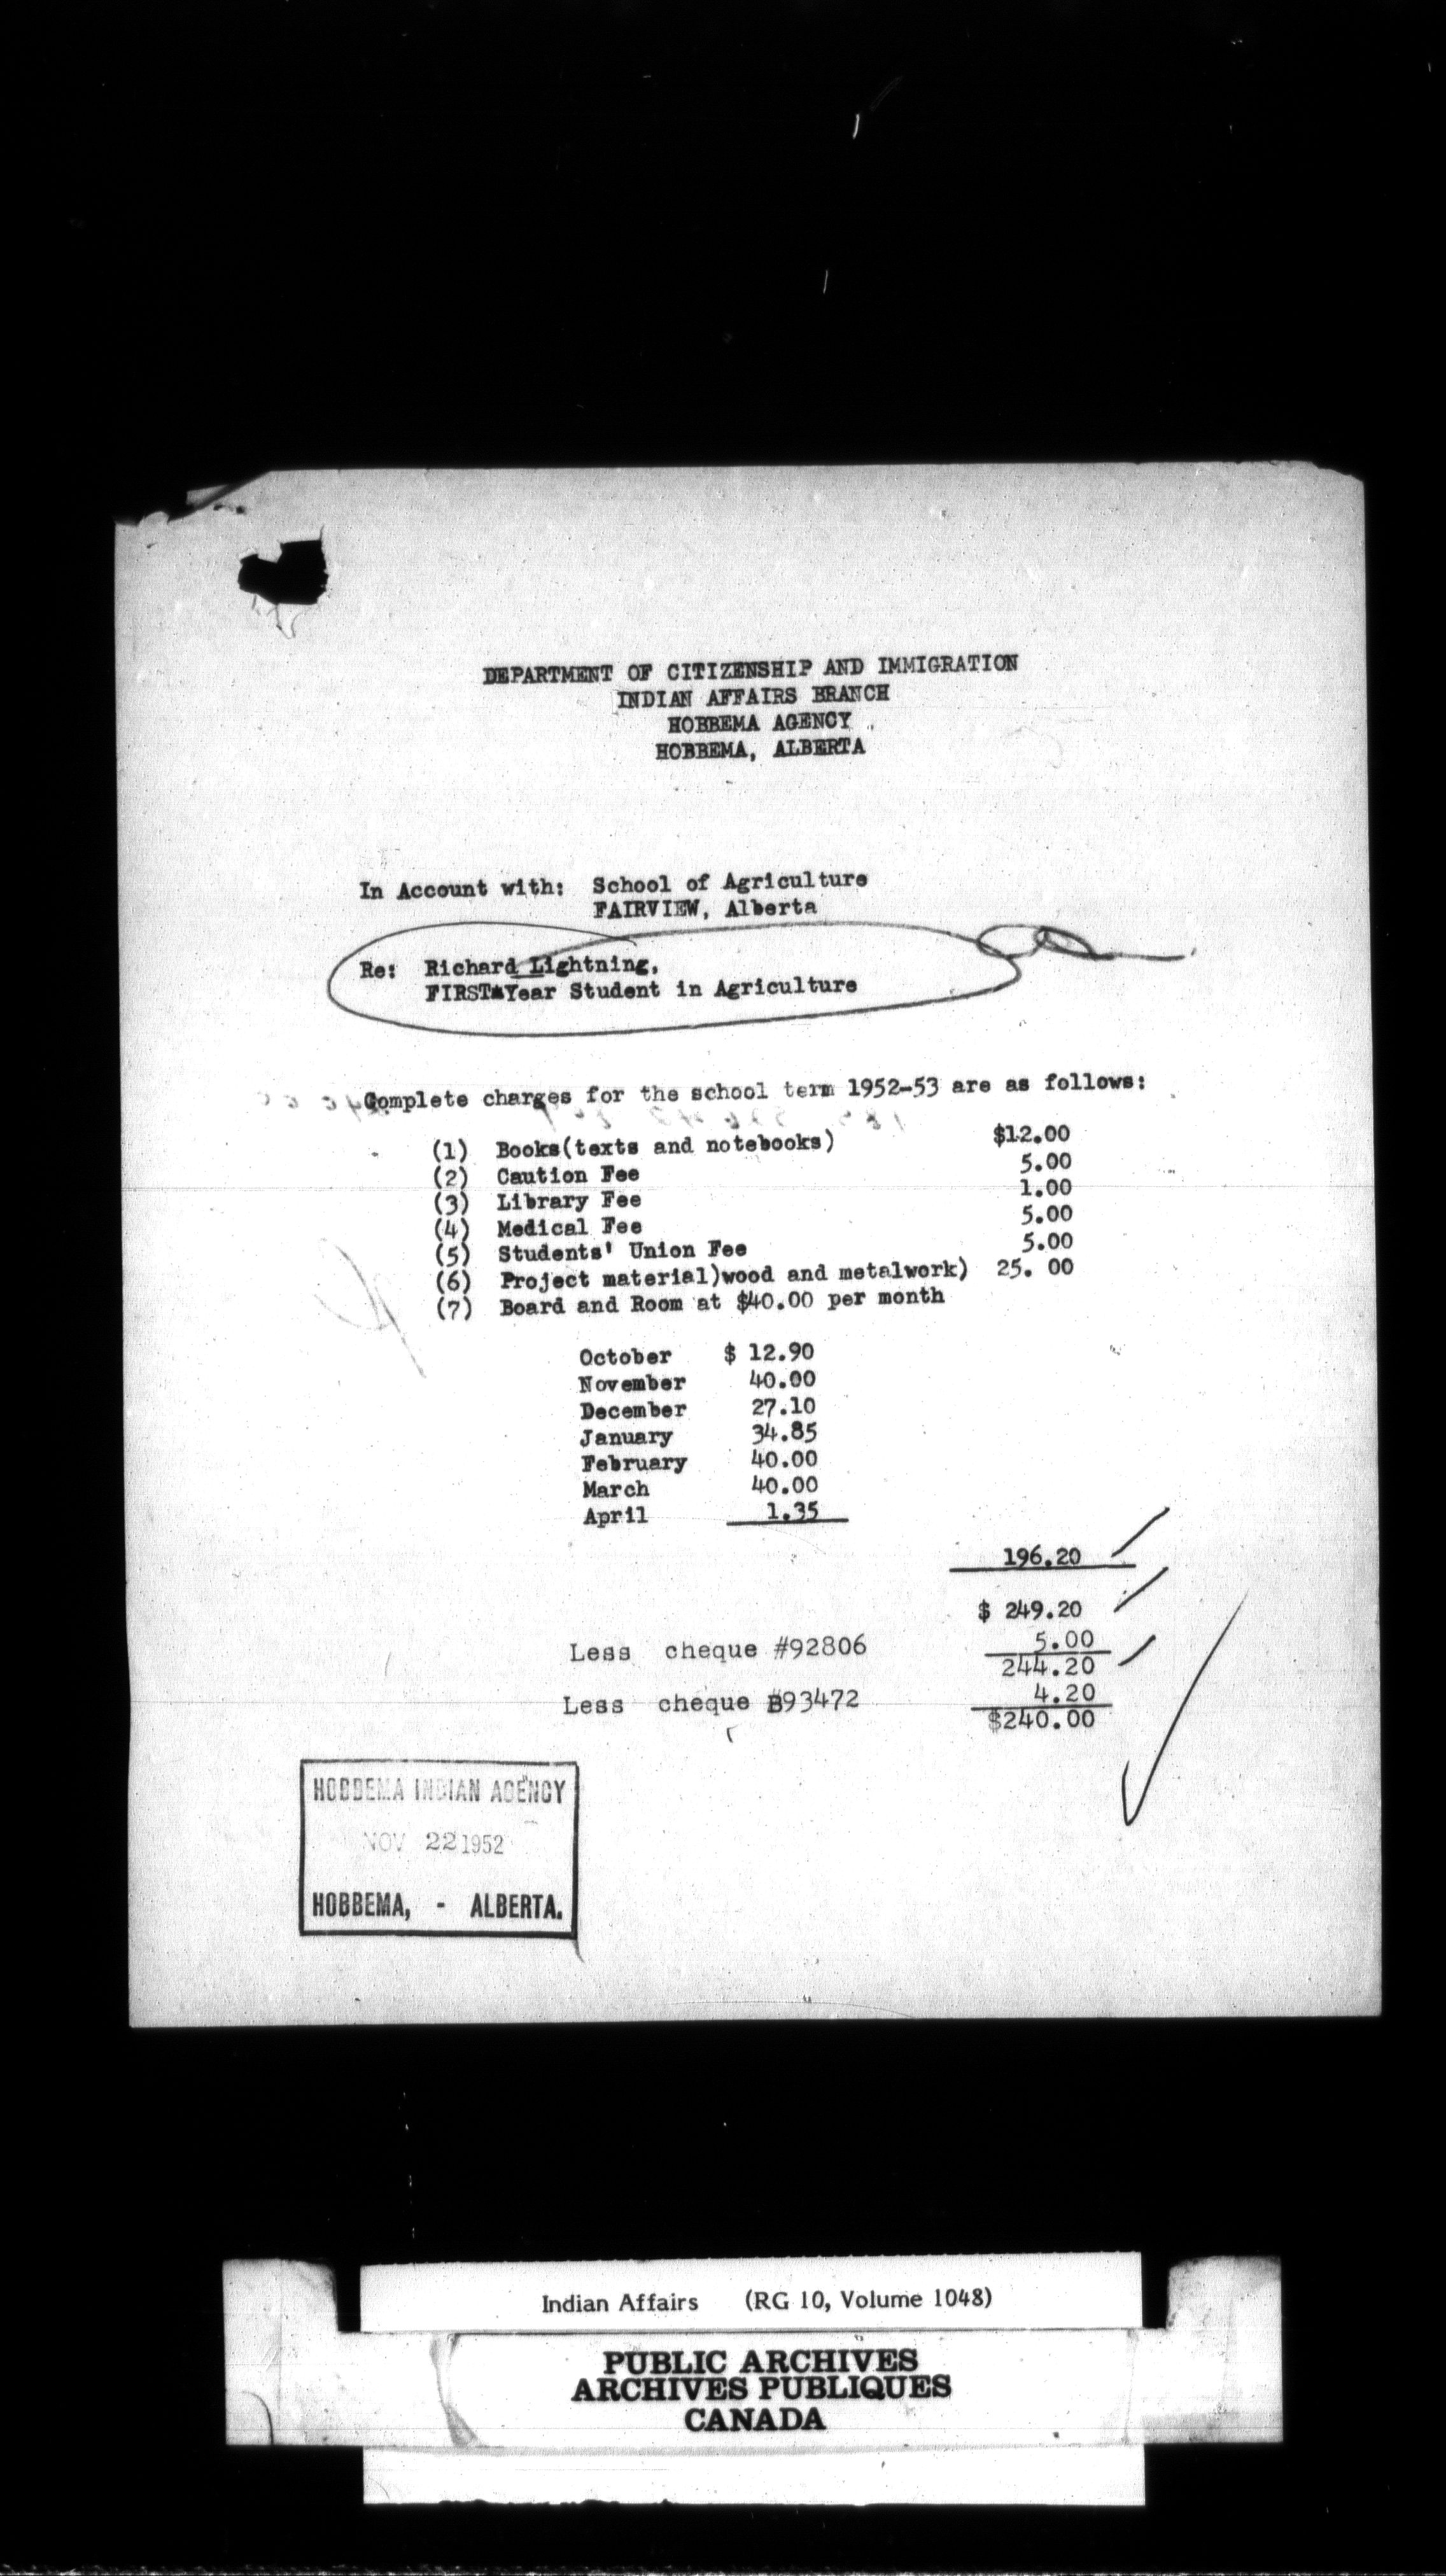 DEPARTMENT OF CITIZENSHIP AND IMMIGRATION
INDIAN AFFAIRS BRANCH
HOBBEMA AGENCY
HOBBEMA, ALBERTA
In Account with: School of Agriculture
FAIRVIEW, Alberta
Re: Richard Lightning,
FIRST Year Student in Agriculture
Complete charges for the school term 1952-53 are as follows:
(1) Books(texts and notebooks) $12.00
(2) Caution Fee 5.00
(3) Library Fee 1.00
(4) Medical Fee 5.00
(5) Students' Union Fee 5.00
(6) Project material)wood and metalwork) 25. 00
(7) Board and Room at $40.00 per month
October $ 12.90
November 40.00
December 27.10
January 34.85
February 40.00
March 40.00
April 1.35
196.20
$ 249.20
Less cheque #92806 5.00
244.20
Less cheque B93472 4.20
$240.00
HOBBEMA INDIAN AGENCY
NOV 22 1952
HOBBEMA, - ALBERTA.
Indian Affairs (RG 10, Volume 1048)
PUBLIC ARCHIVES
ARCHIVES PUBLIQUES
CANADA